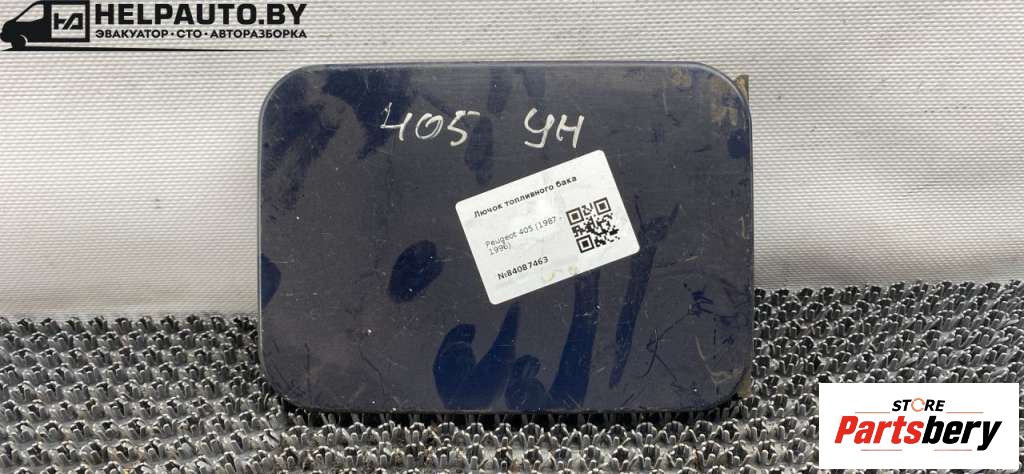 HELPAUTO.BY
ЭВАКУАТОР•СТО•АВТОРАЗБОРКА
405 УН
Лючок топливного бака
Peugeot 405 (1987 -
1996)
№84087463
STORE
Partsbery